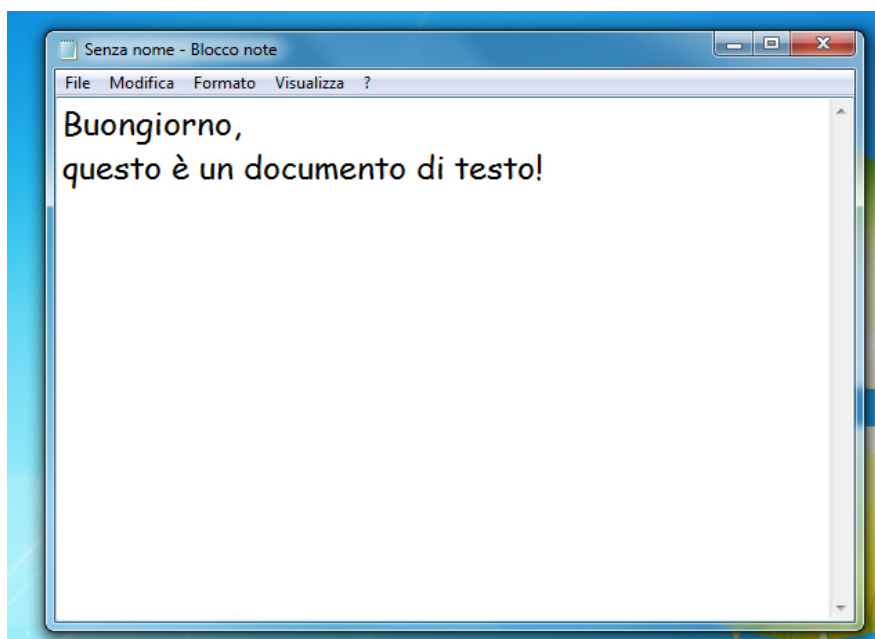 Senza nome - Blocco note
File Modifica Formato Visualizza ?
Buongiorno,
questo è un documento di testo!